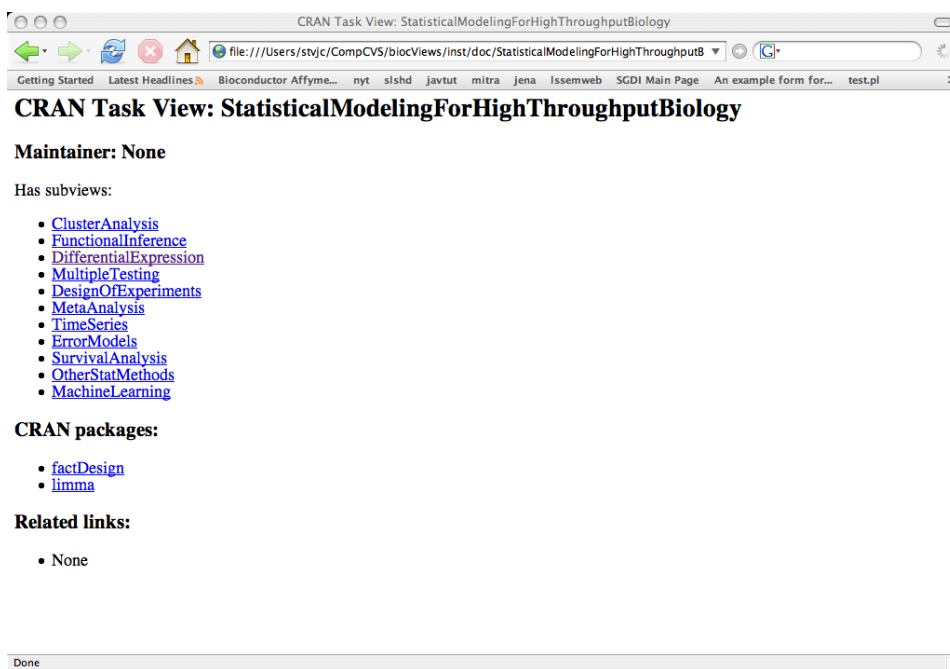 CRAN Task View: StatisticalModelingForHighThroughputBiology
file:///Users/stvjc/CompCVS/biocViews/inst/doc/StatisticalModelingForHighThroughputB
G
Getting Started Latest Headlines Bioconductor Affyme... nyt slshd javtut mitra jena lssemweb SGDI Main Page An example form for... test.pl
CRAN Task View: StatisticalModelingForHighThroughputBiology
Maintainer: None
Has subviews:
• ClusterAnalysis
• FunctionalInference
• DifferentialExpression
• MultipleTesting
• DesignOfExperiments
• MetaAnalysis
• TimeSeries
• ErrorModels
• SurvivalAnalysis
• OtherStatMethods
• MachineLearning
CRAN packages:
• factDesign
• limma
Related links:
• None
Done